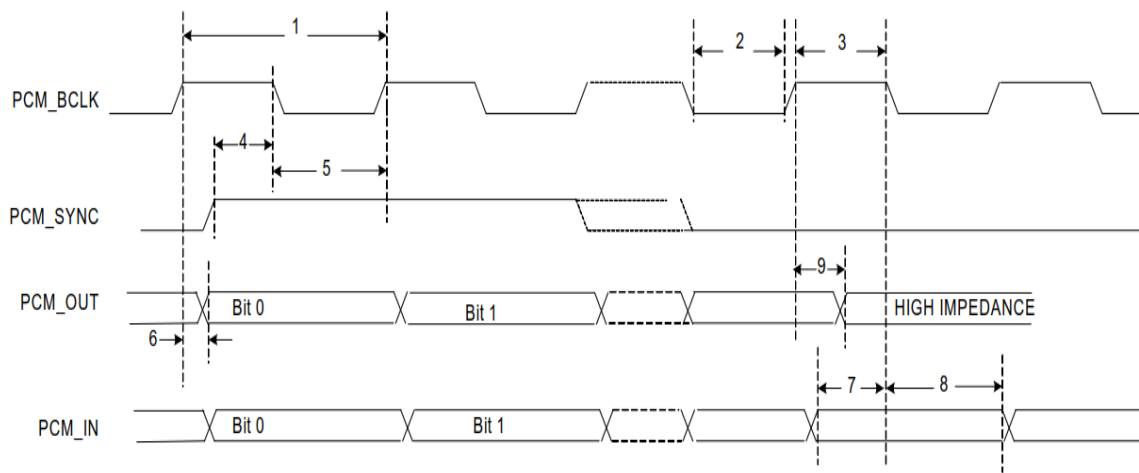 1
2
3
PCM_BCLK
4
5
PCM_SYNC
9
PCM_OUT
Bit 0
Bit 1
HIGH IMPEDANCE
6
7
8
PCM_IN
Bit 0
Bit 1